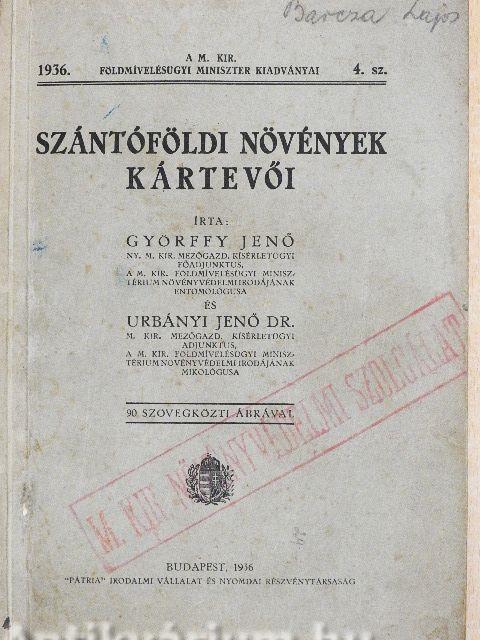 Barcza Lajos
A M. KIR.
1936. FÖLDMÍVELÉSÜGYI MINISZTER KIADVÁNYAI 4. sz.
SZÁNTÓFÖLDI NÖVÉNYEK
KÁRTEVŐI
ÍRTA:
GYÖRFFY JENŐ
NY. M. KIR. MEZŐGAZD. KÍSÉRLETÜGYI
FŐADJUNKTUS,
A M. KIR. FÖLDMÍVELÉSÜGYI MINISZ-
TÉRIUM NÖVÉNYVÉDELMI IRODÁJÁNAK
ENTOMOLÓGUSA
ÉS
URBÁNYI JENŐ DR.
M. KIR. MEZŐGAZD. KÍSÉRLETÜGYI
ADJUNKTUS,
A M. KIR. FÖLDMÍVELÉSÜGYI MINISZ-
TÉRIUM NÖVÉNYVÉDELMI IRODÁJÁNAK
MIKOLÓGUSA
90 SZÖVEGKÖZTI ÁBRÁVAL
M. KIR. NÖVÉNYVÉDELMI SZOLGÁLAT
BUDAPEST, 1936
"PÁTRIA" IRODALMI VÁLLALAT ÉS NYOMDAI RÉSZVÉNYTÁRSASÁG
Antikvárium.hu